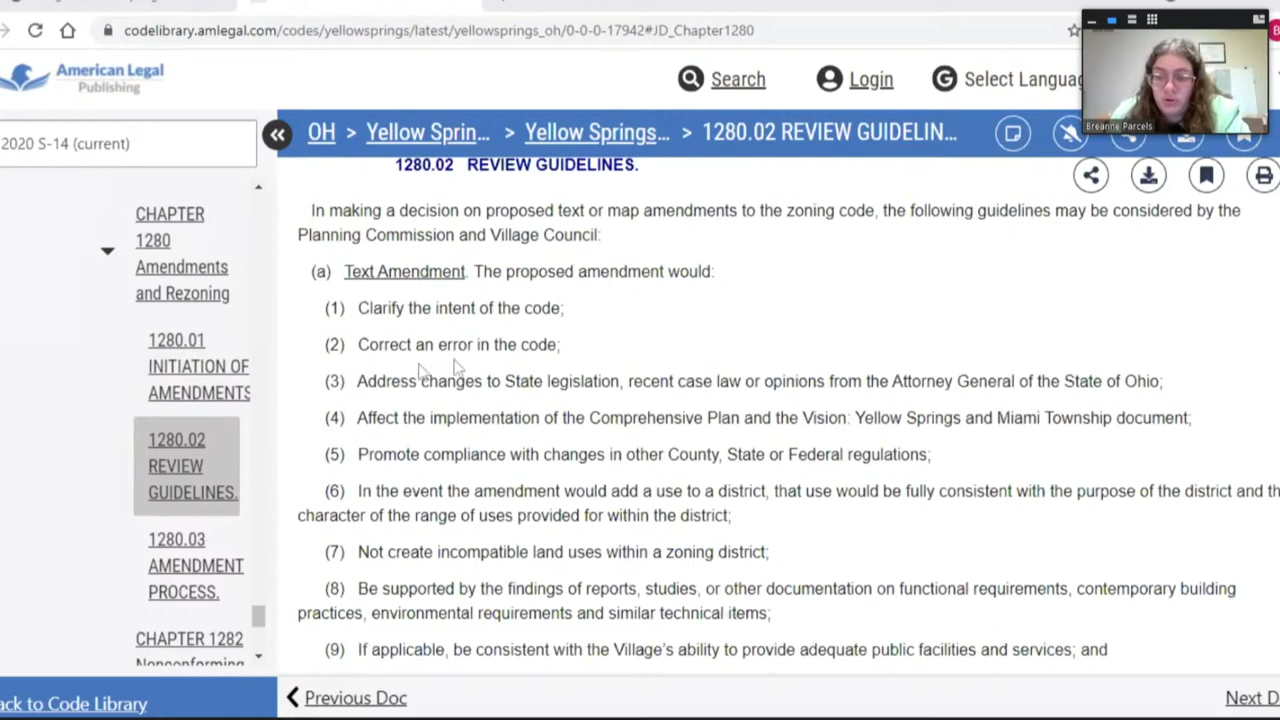 codelibrary.amlegal.com/codes/yellowsprings/latest/yellowsprings_oh/0-0-0-17942#JD_Chapter1280
Breanne Parcels
American Legal
Publishing
Search
Login
Select Langua
2020 S-14 (current)
OH > Yellow Sprin... > Yellow Springs... > 1280.02 REVIEW GUIDELIN...
CHAPTER
1280
Amendments
and Rezoning
1280.01
INITIATION OF
AMENDMENTS
1280.02
REVIEW
GUIDELINES.
1280.03
AMENDMENT
PROCESS.
CHAPTER 1282
Nonconforming
ack to Code Library
1280.02 REVIEW GUIDELINES.
In making a decision on proposed text or map amendments to the zoning code, the following guidelines may be considered by the
Planning Commission and Village Council:
(a) Text Amendment. The proposed amendment would:
(1) Clarify the intent of the code;
(2) Correct an error in the code;
(3) Address changes to State legislation, recent case law or opinions from the Attorney General of the State of Ohio;
(4) Affect the implementation of the Comprehensive Plan and the Vision: Yellow Springs and Miami Township document;
(5) Promote compliance with changes in other County, State or Federal regulations;
(6) In the event the amendment would add a use to a district, that use would be fully consistent with the purpose of the district and th
character of the range of uses provided for within the district;
(7) Not create incompatible land uses within a zoning district;
(8) Be supported by the findings of reports, studies, or other documentation on functional requirements, contemporary building
practices, environmental requirements and similar technical items;
(9) If applicable, be consistent with the Village's ability to provide adequate public facilities and services; and
Previous Doc
Next D